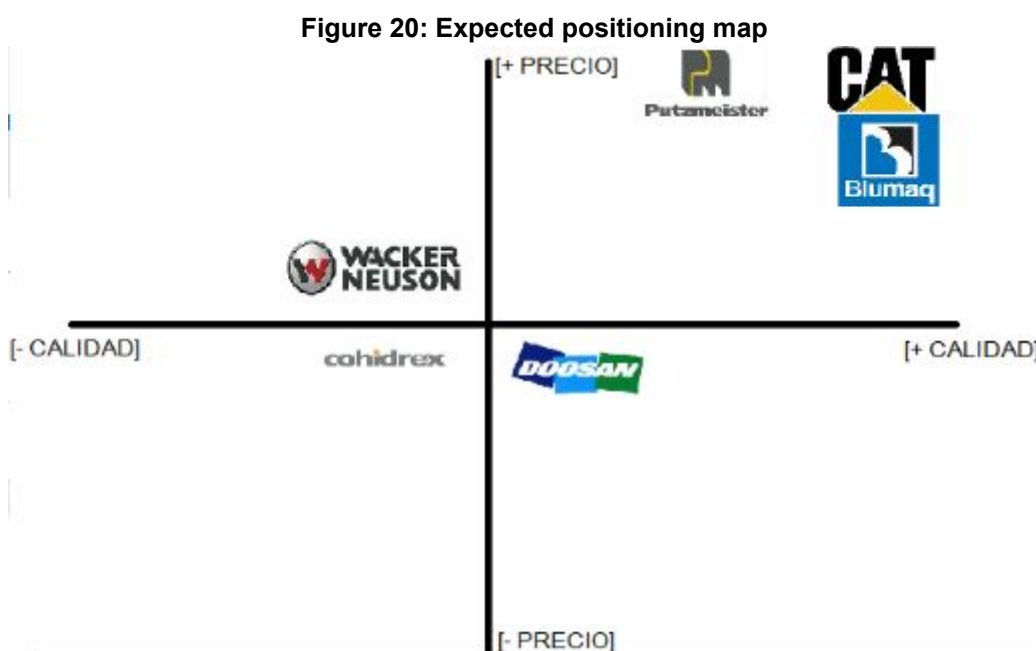 Figure 20: Expected positioning map
[+ PRECIO]
Putzmeister
CAT
Blumaq
WACKER
NEUSON
[- CALIDAD]
[+ CALIDAD]
cohidrex
DOOSAN
[- PRECIO]